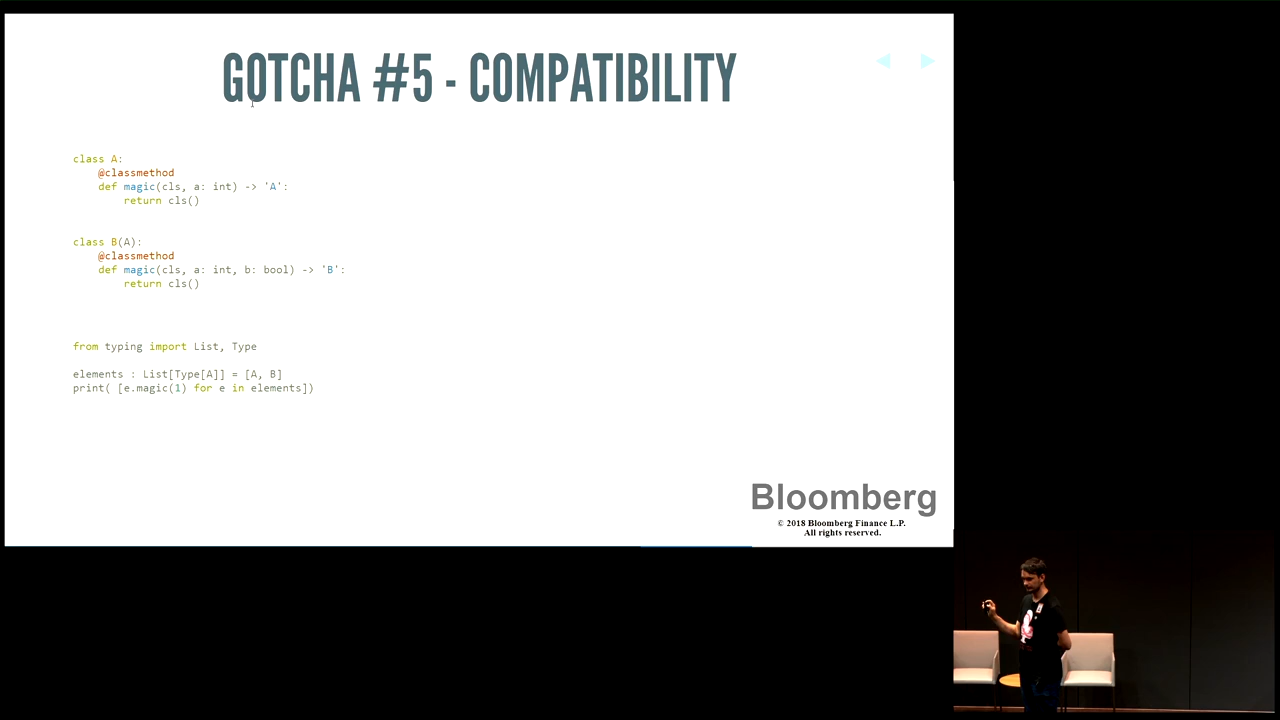 GOTCHA #5 - COMPATIBILITY
class A:
    @classmethod
    def magic(cls, a: int) -> 'A':
        return cls()
class B(A):
    @classmethod
    def magic(cls, a: int, b: bool) -> 'B':
        return cls()
from typing import List, Type
elements : List[Type[A]] = [A, B]
print( [e.magic(1) for e in elements])
Bloomberg
© 2018 Bloomberg Finance L.P.
All rights reserved.